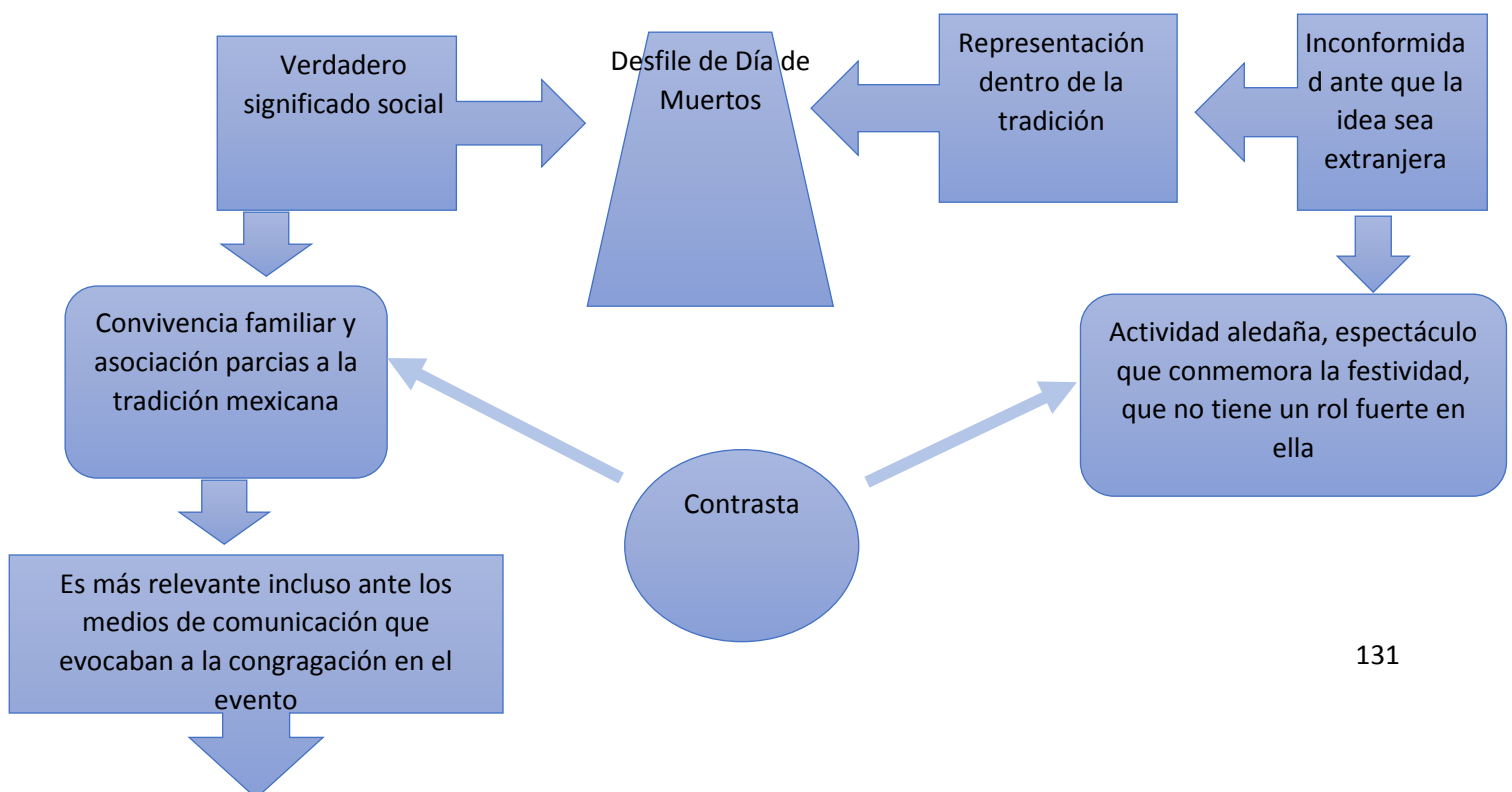 Verdadero
significado social
Desfile de Día de
Muertos
Representación
dentro de la
tradición
Inconformida
d ante que la
idea sea
extranjera
Convivencia familiar y
asociación parcias a la
tradición mexicana
Actividad aledaña, espectáculo
que conmemora la festividad,
que no tiene un rol fuerte en
ella
Contrasta
Es más relevante incluso ante los
medios de comunicación que
evocaban a la congragación en el
evento
131